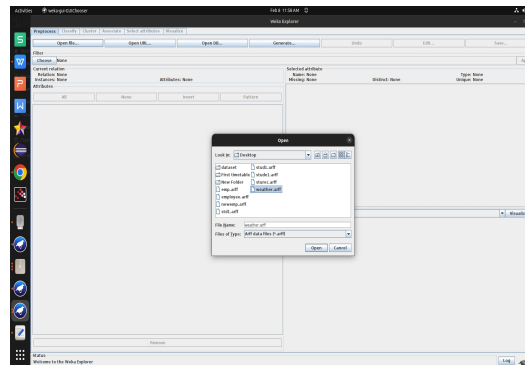 Activities weka-gui-GUIChooser Feb 8 11:58 AM
Weka Explorer
Preprocess Classify Cluster Associate Select attributes Visualize
Open file... Open URL... Open DB... Generate... Undo Edit... Save...
Filter
Choose None
Current relation
Relation: None
Instances: None Attributes: None
Selected attribute
Name: None Type: None
Missing: None Distinct: None Unique: None
Attributes
All None Invert Pattern
Open
Look In: Desktop
dataset
First timetable
New Folder
emp.arff
employee.arff
newemp.arff
std1.arff
stud1.arff
stude1.arff
stores.arff
weather.arff
File Name: weather.arff
Files of Type: Arff data files (*.arff)
Open Cancel
Remove
Status
Welcome to the Weka Explorer
Log